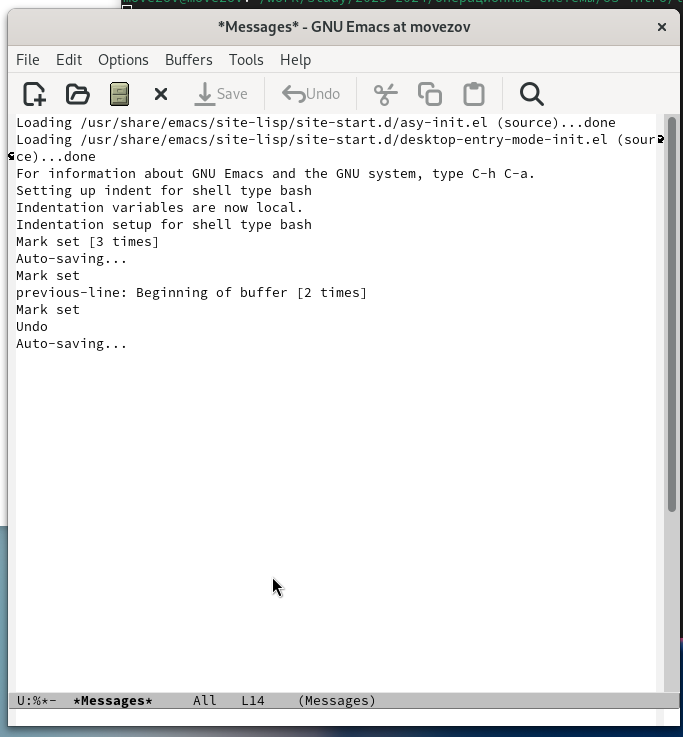 *Messages* - GNU Emacs at movezov
File Edit Options Buffers Tools Help
Save Undo
Loading /usr/share/emacs/site-lisp/site-start.d/asy-init.el (source)...done
Loading /usr/share/emacs/site-lisp/site-start.d/desktop-entry-mode-init.el (sour
ce)...done
For information about GNU Emacs and the GNU system, type C-h C-a.
Setting up indent for shell type bash
Indentation variables are now local.
Indentation setup for shell type bash
Mark set [3 times]
Auto-saving...
Mark set
previous-line: Beginning of buffer [2 times]
Mark set
Undo
Auto-saving...
U:%*- *Messages* All L14 (Messages)